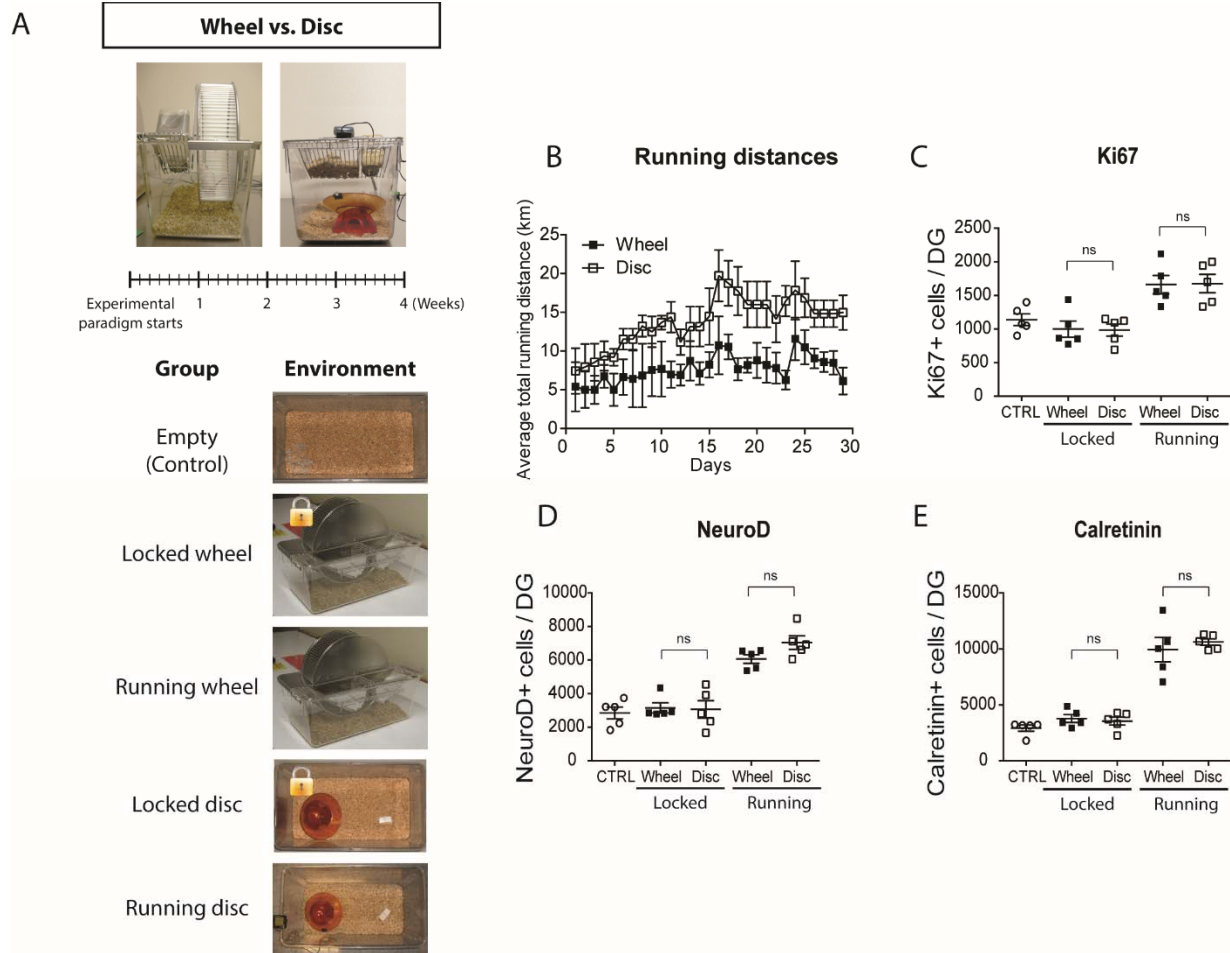 A
Wheel vs. Disc
Experimental
paradigm starts
1
2
3
4 (Weeks)
Group
Environment
Empty
(Control)
Locked wheel
Running wheel
Locked disc
Running disc
B
Running distances
Average total running distance (km)
25
20
15
10
5
0
Wheel
Disc
0 5 10 15 20 25 30
Days
C
Ki67
Ki67+ cells / DG
2500
2000
1500
1000
500
0
ns
ns
CTRL Wheel Disc Wheel Disc
Locked Running
D
NeuroD
NeuroD+ cells / DG
10000
8000
6000
4000
2000
0
ns
ns
CTRL Wheel Disc Wheel Disc
Locked Running
E
Calretinin
Calretinin+ cells / DG
15000
10000
5000
0
ns
ns
CTRL Wheel Disc Wheel Disc
Locked Running